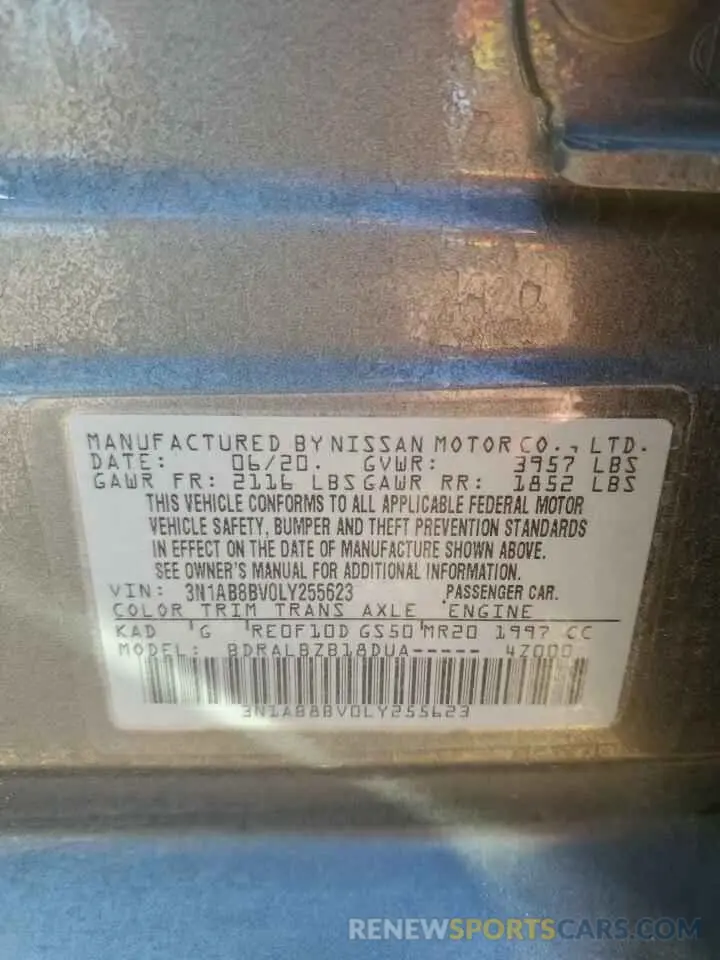 MANUFACTURED BY NISSAN MOTOR CO., LTD.
DATE: 06/20. GVWR: 3957 LBS
GAWR FR: 2116 LBS GAWR RR: 1852 LBS
THIS VEHICLE CONFORMS TO ALL APPLICABLE FEDERAL MOTOR
VEHICLE SAFETY, BUMPER AND THEFT PREVENTION STANDARDS
IN EFFECT ON THE DATE OF MANUFACTURE SHOWN ABOVE.
SEE OWNER'S MANUAL FOR ADDITIONAL INFORMATION.
VIN: 3N1AB8BV0LY255623 PASSENGER CAR.
COLOR TRIM TRANS AXLE ENGINE
KAD G RE0F10D GS50 MR20 1997 CC
MODEL: BDRALBZB18DUA----- 4Z000
3N1AB8BV0LY255623
RENEWSPORTSCARS.COM